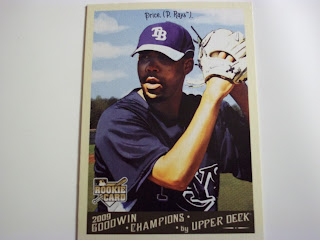 Price, (D. Rays")
TB
ROOKIE
CARD
2009
GOODWIN · CHAMPIONS · by UPPER DECK